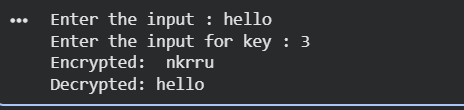 Enter the input : hello
Enter the input for key : 3
Encrypted:  nkrru
Decrypted: hello